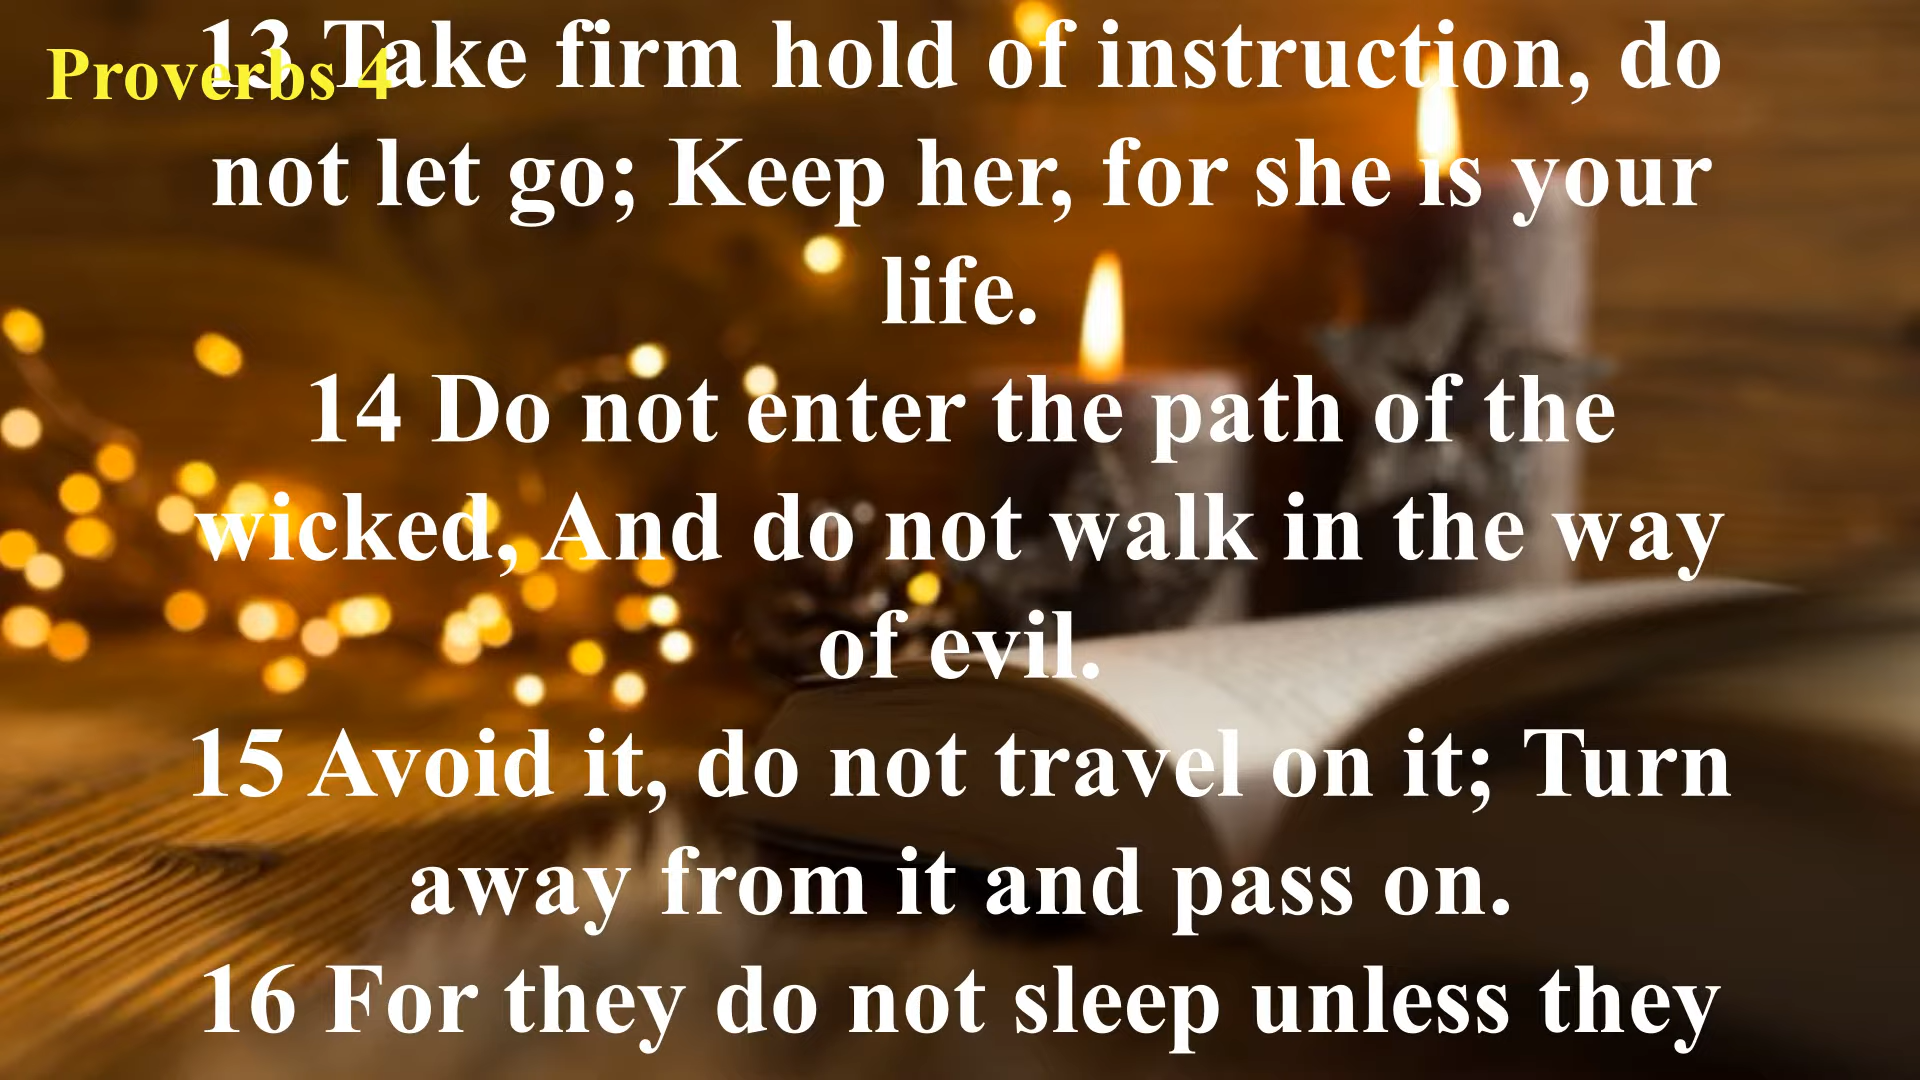 Proverbs 4
13 Take firm hold of instruction, do
not let go; Keep her, for she is your
life.
14 Do not enter the path of the
wicked, And do not walk in the way
of evil.
15 Avoid it, do not travel on it; Turn
away from it and pass on.
16 For they do not sleep unless they